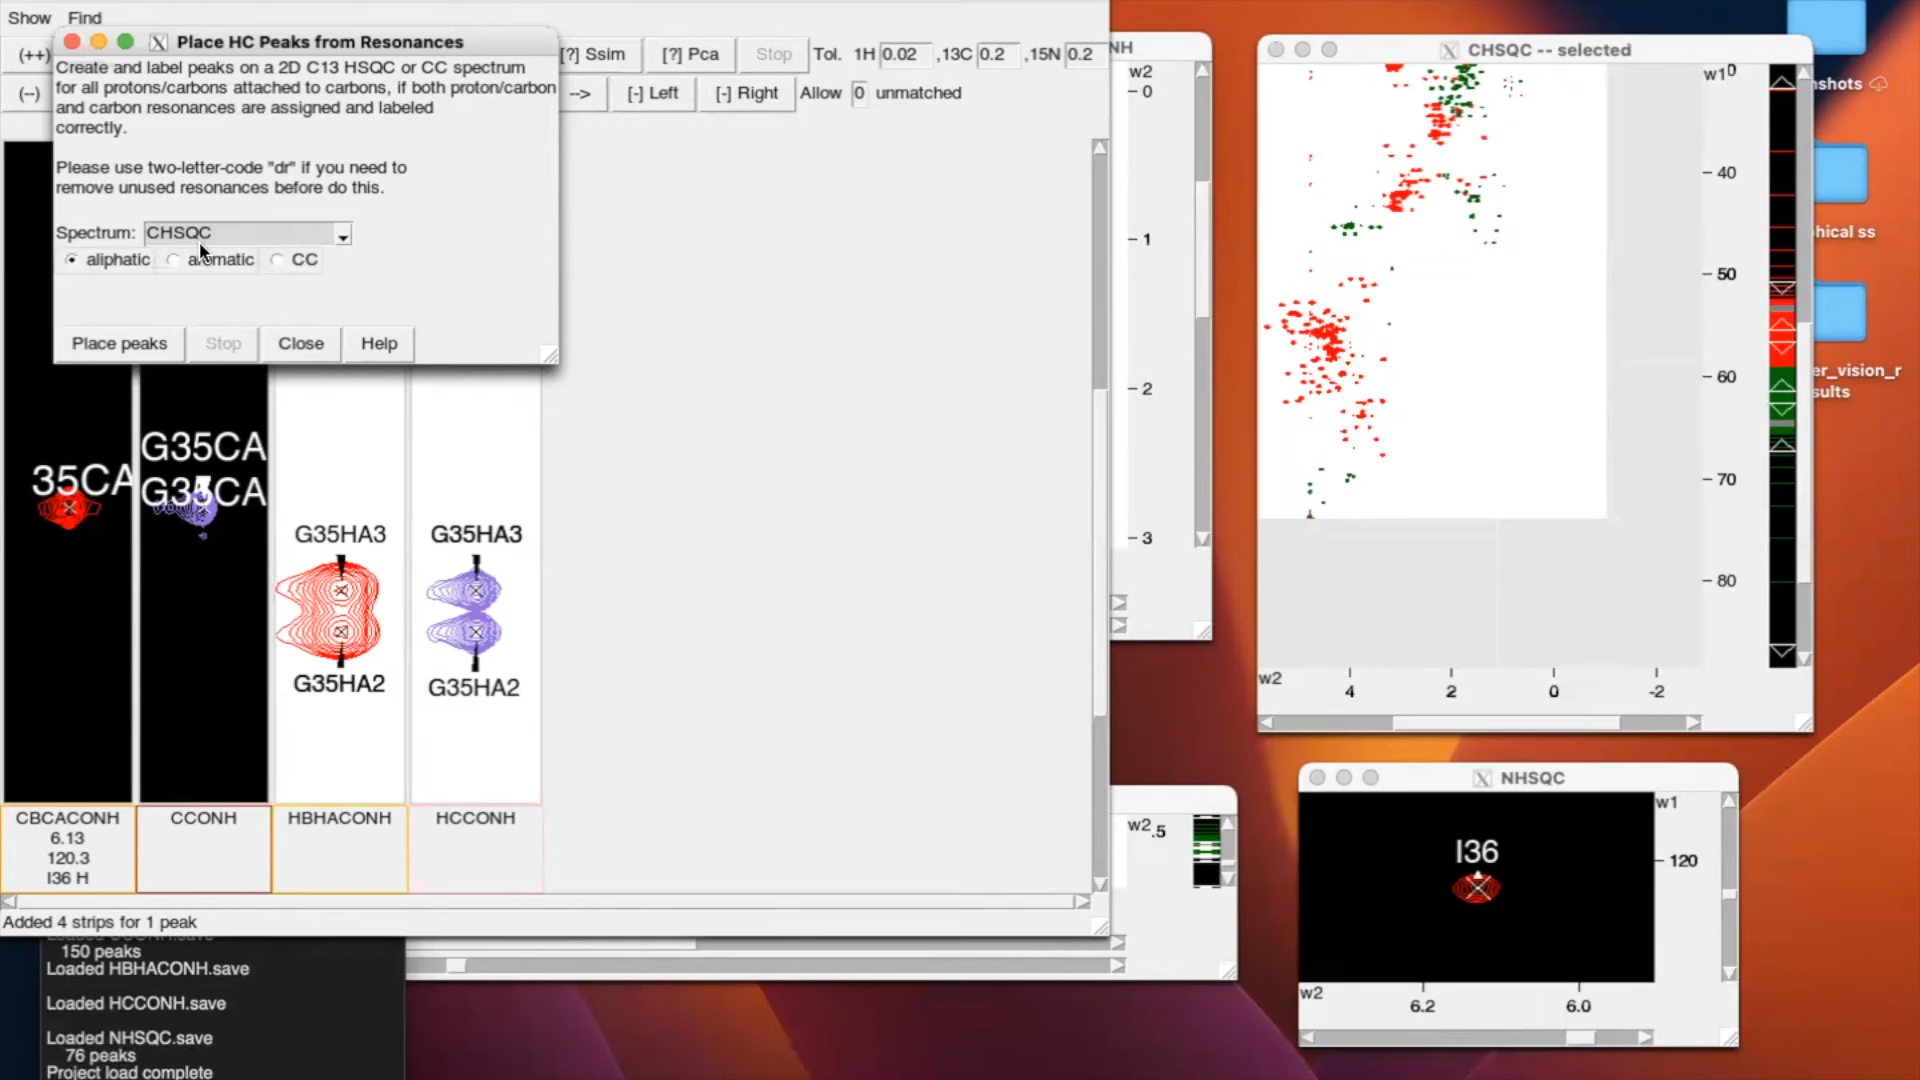 Show Find
Place HC Peaks from Resonances
Create and label peaks on a 2D C13 HSQC or CC spectrum
for all protons/carbons attached to carbons, if both proton/carbon
and carbon resonances are assigned and labeled
correctly.
Please use two-letter-code "dr" if you need to
remove unused resonances before do this.
Spectrum: CHSQC
aliphatic aromatic CC
Place peaks Stop Close Help
(++)
[?] Ssim [?] Pca Stop Tol. 1H 0.02 ,13C 0.2 ,15N 0.2
(--)
--> [-] Left [-] Right Allow 0 unmatched
35CA
G35CA
G35CA
G35HA3
G35HA2
G35HA3
G35HA2
CBCACONH
6.13
120.3
I36 H
CCONH
HBHACONH
HCCONH
Added 4 strips for 1 peak
150 peaks
Loaded HBHACONH.save
Loaded HCCONH.save
Loaded NHSQC.save
76 peaks
Project load complete
NH
w2
0
1
2
3
w2
.5
CHSQC -- selected
w1
0
40
50
60
70
80
w2
4 2 0 -2
NHSQC
I36
w1
120
w2
6.2 6.0
nshots
hical ss
er_vision_r
sults